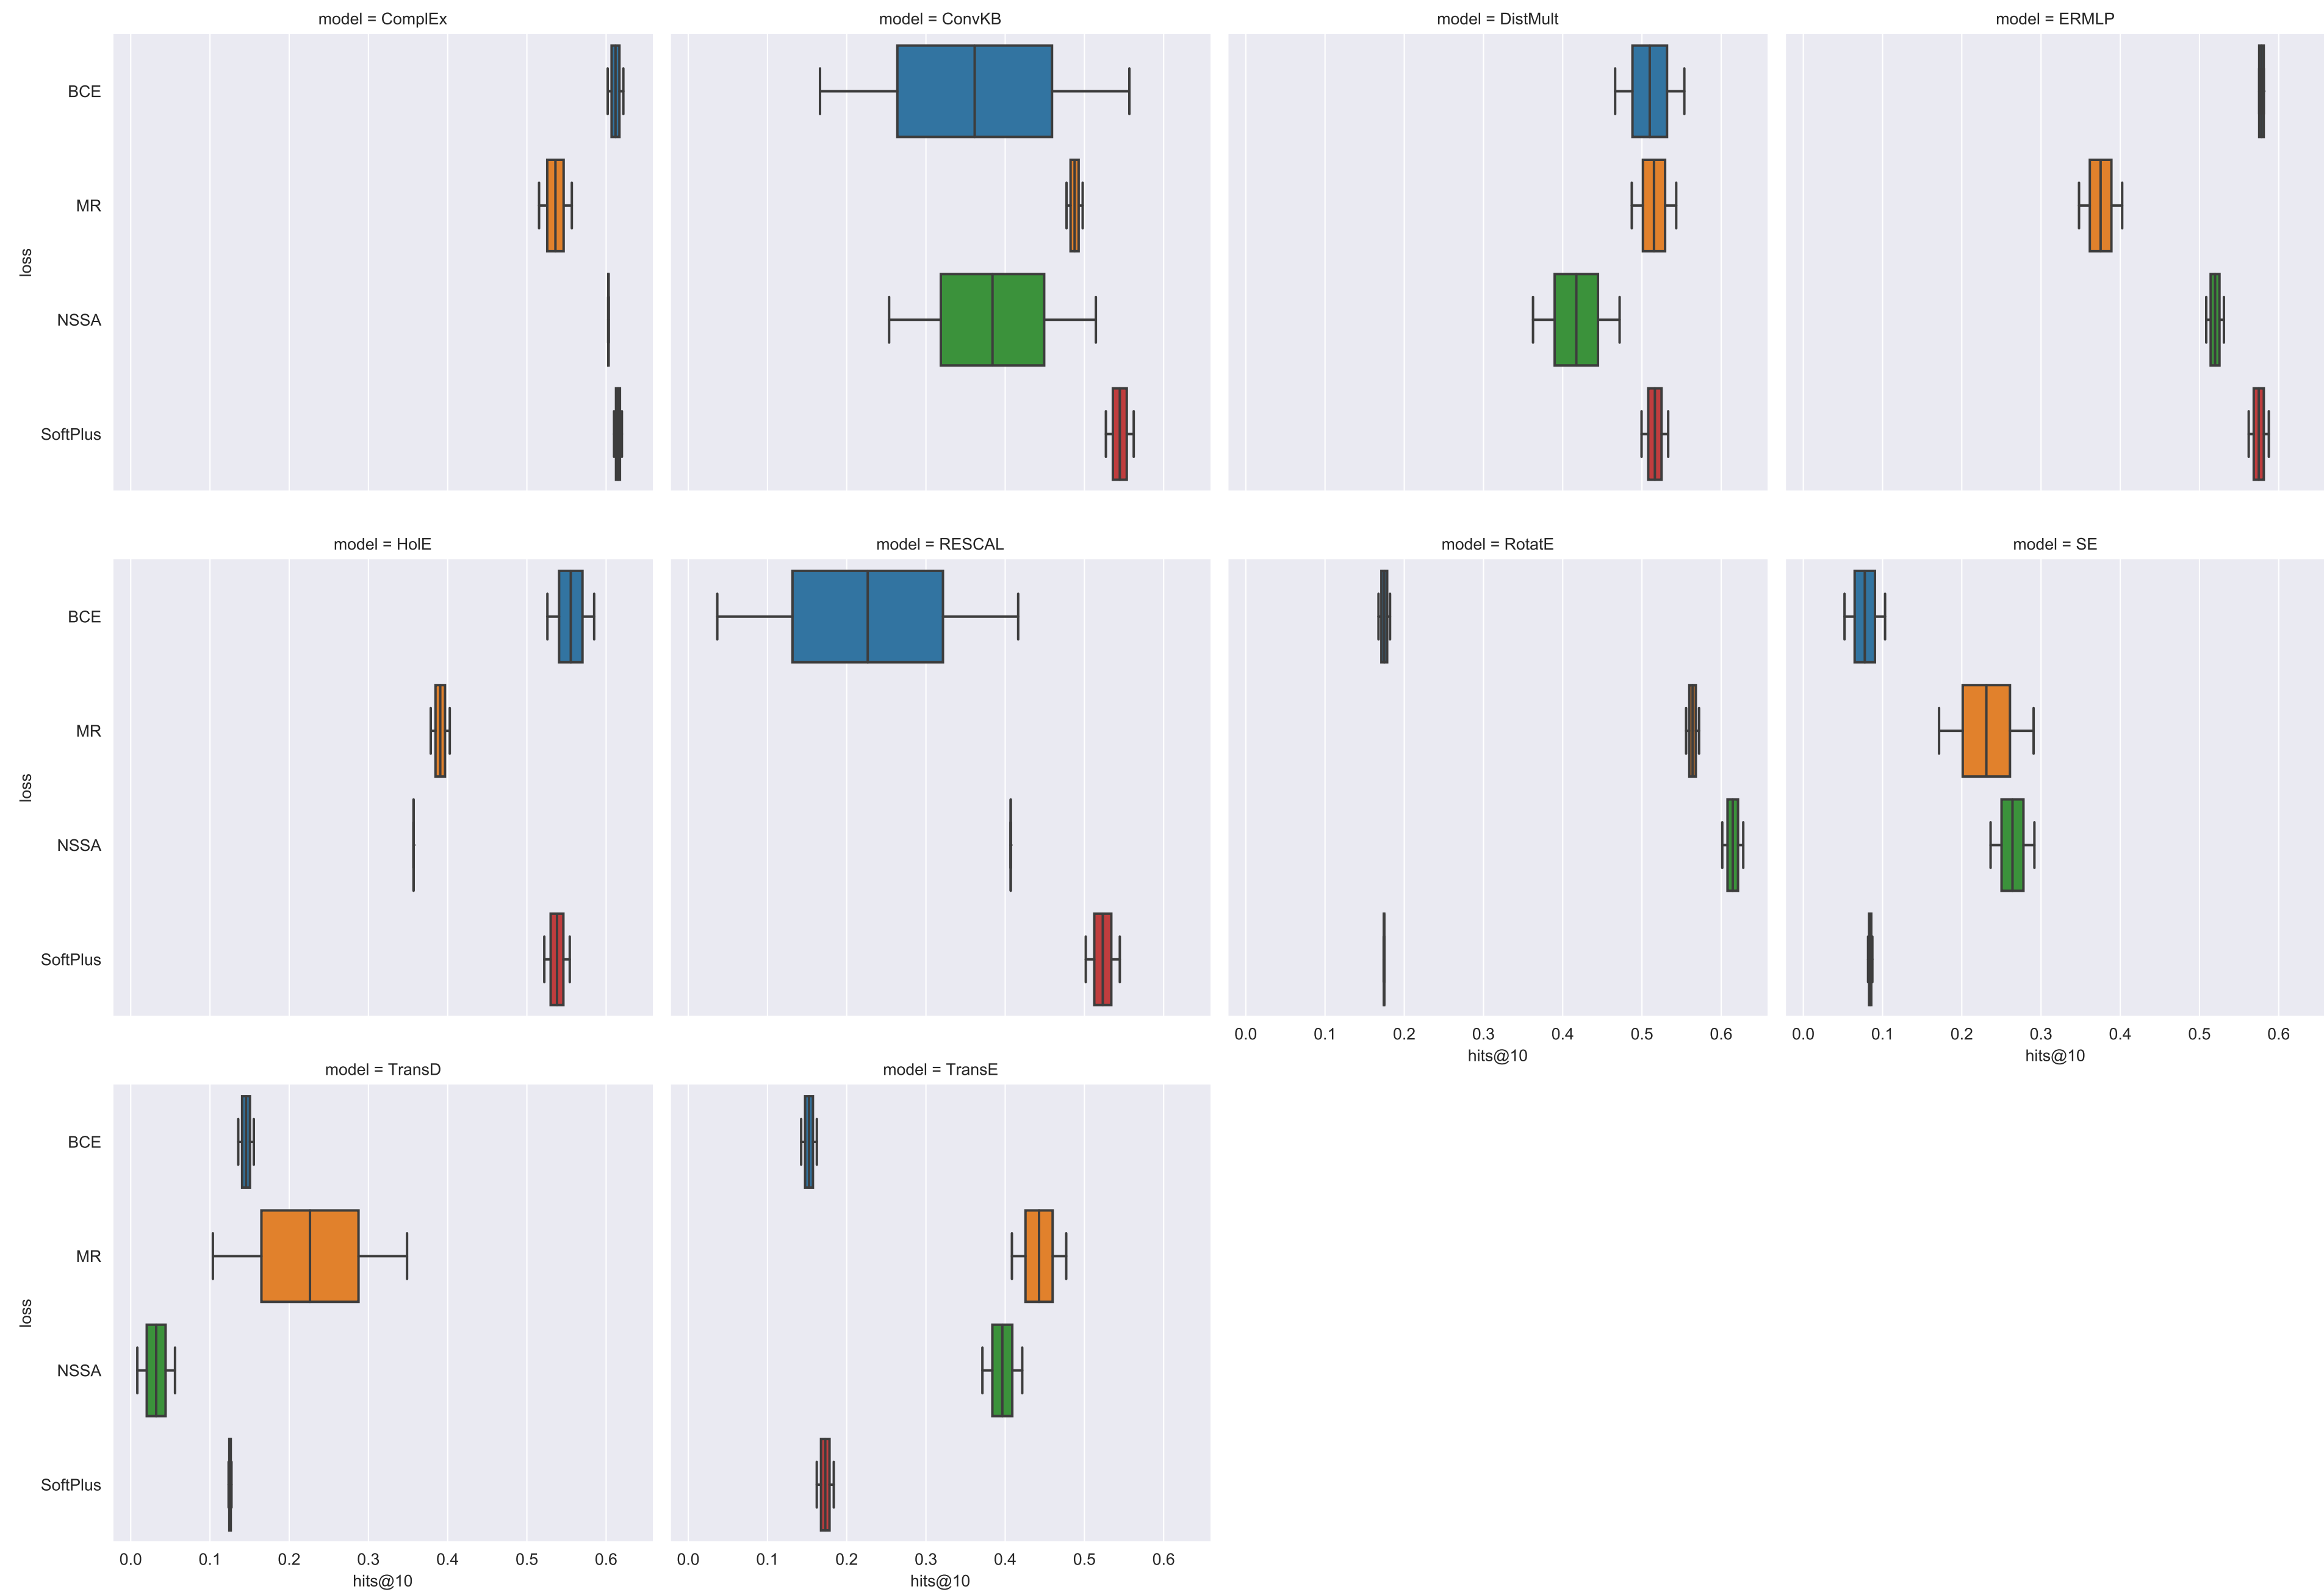 model = ComplEx
model = ConvKB
model = DistMult
model = ERMLP
BCE
MR
NSSA
SoftPlus
loss
model = HolE
model = RESCAL
model = RotatE
model = SE
BCE
MR
NSSA
SoftPlus
loss
0.0 0.1 0.2 0.3 0.4 0.5 0.6
hits@10
0.0 0.1 0.2 0.3 0.4 0.5 0.6
hits@10
model = TransD
model = TransE
BCE
MR
NSSA
SoftPlus
loss
0.0 0.1 0.2 0.3 0.4 0.5 0.6
hits@10
0.0 0.1 0.2 0.3 0.4 0.5 0.6
hits@10